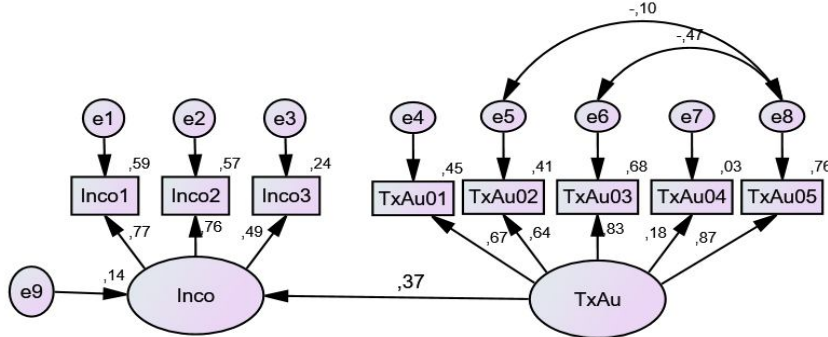 -,10
-,47
e1 e2 e3 e4 e5 e6 e7 e8
,59 ,57 ,24 ,45 ,41 ,68 ,03 ,76
Inco1 Inco2 Inco3 TxAu01 TxAu02 TxAu03 TxAu04 TxAu05
,77 ,76 ,49 ,67 ,64 ,83 ,18 ,87
e9 ,14 Inco ,37 TxAu